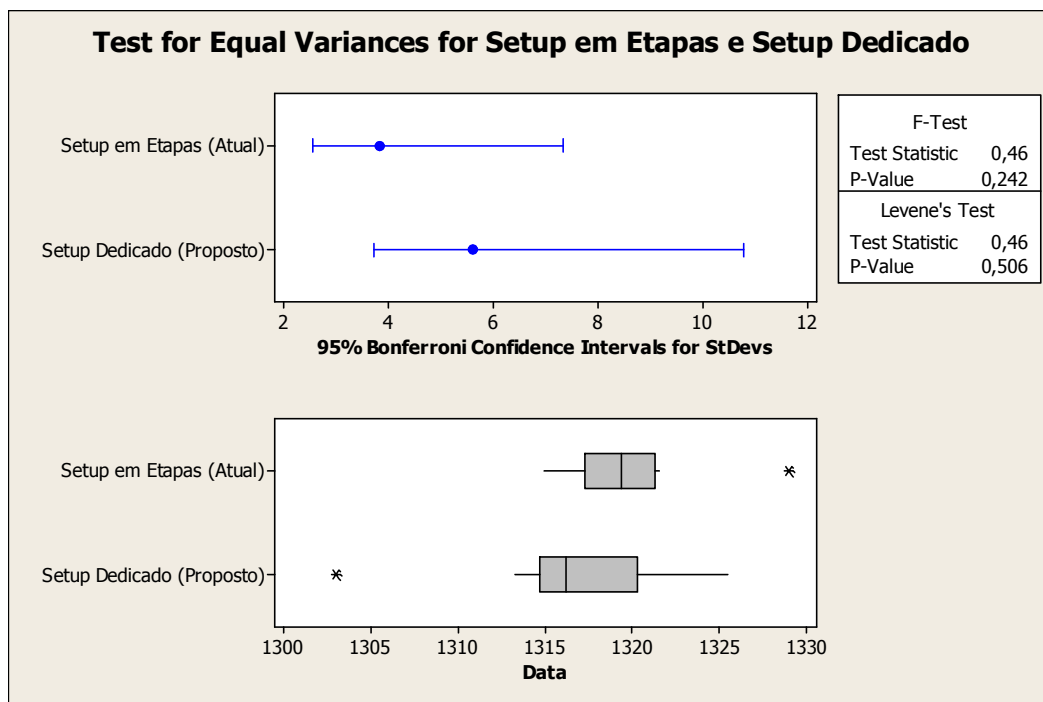 Test for Equal Variances for Setup em Etapas e Setup Dedicado
Setup em Etapas (Atual)
Setup Dedicado (Proposto)
2 4 6 8 10 12
95% Bonferroni Confidence Intervals for StDevs
F-Test
Test Statistic 0,46
P-Value 0,242
Levene's Test
Test Statistic 0,46
P-Value 0,506
Setup em Etapas (Atual)
Setup Dedicado (Proposto)
1300 1305 1310 1315 1320 1325 1330
Data